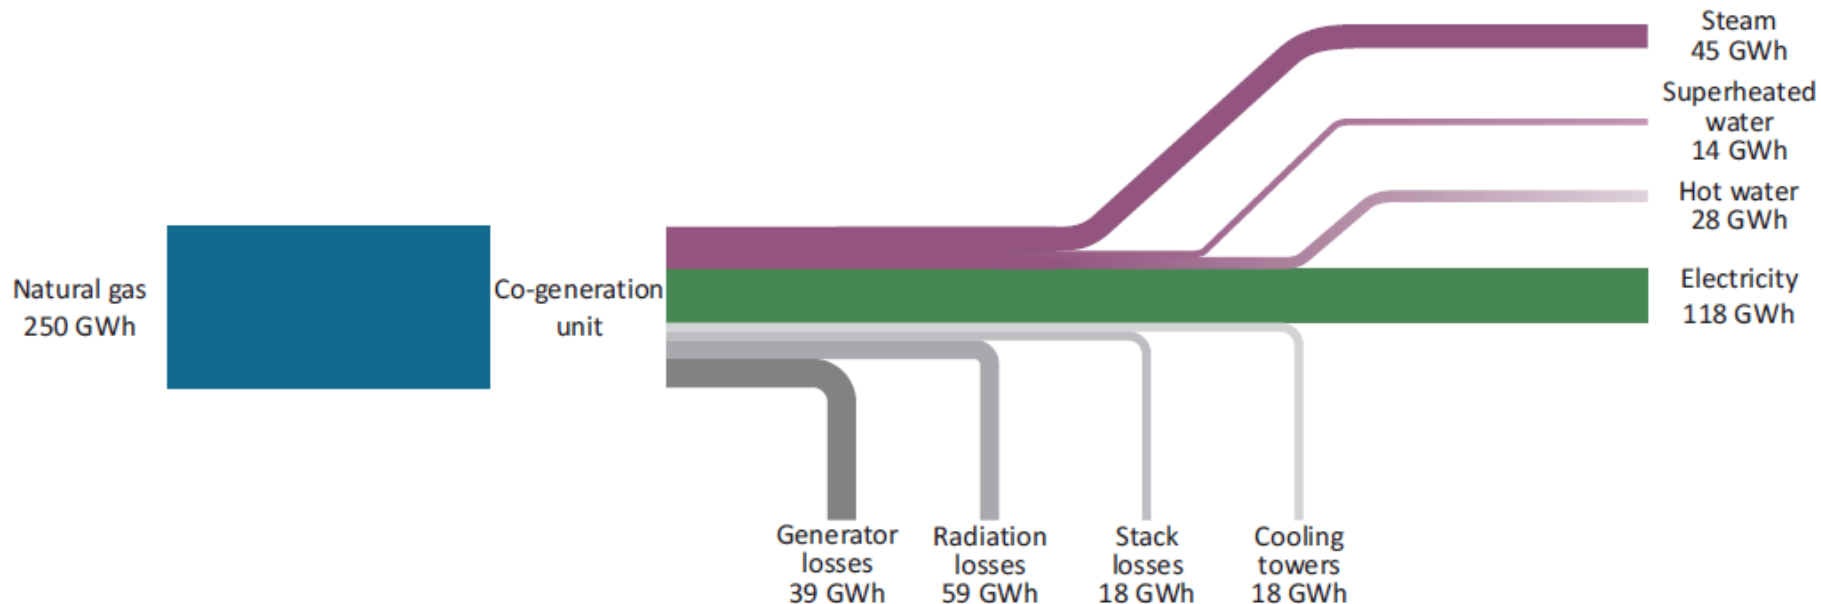 Steam
45 GWh
Superheated
water
14 GWh
Hot water
28 GWh
Natural gas
250 GWh
Co-generation
unit
Electricity
118 GWh
Generator
losses
39 GWh
Radiation
losses
59 GWh
Stack
losses
18 GWh
Cooling
towers
18 GWh